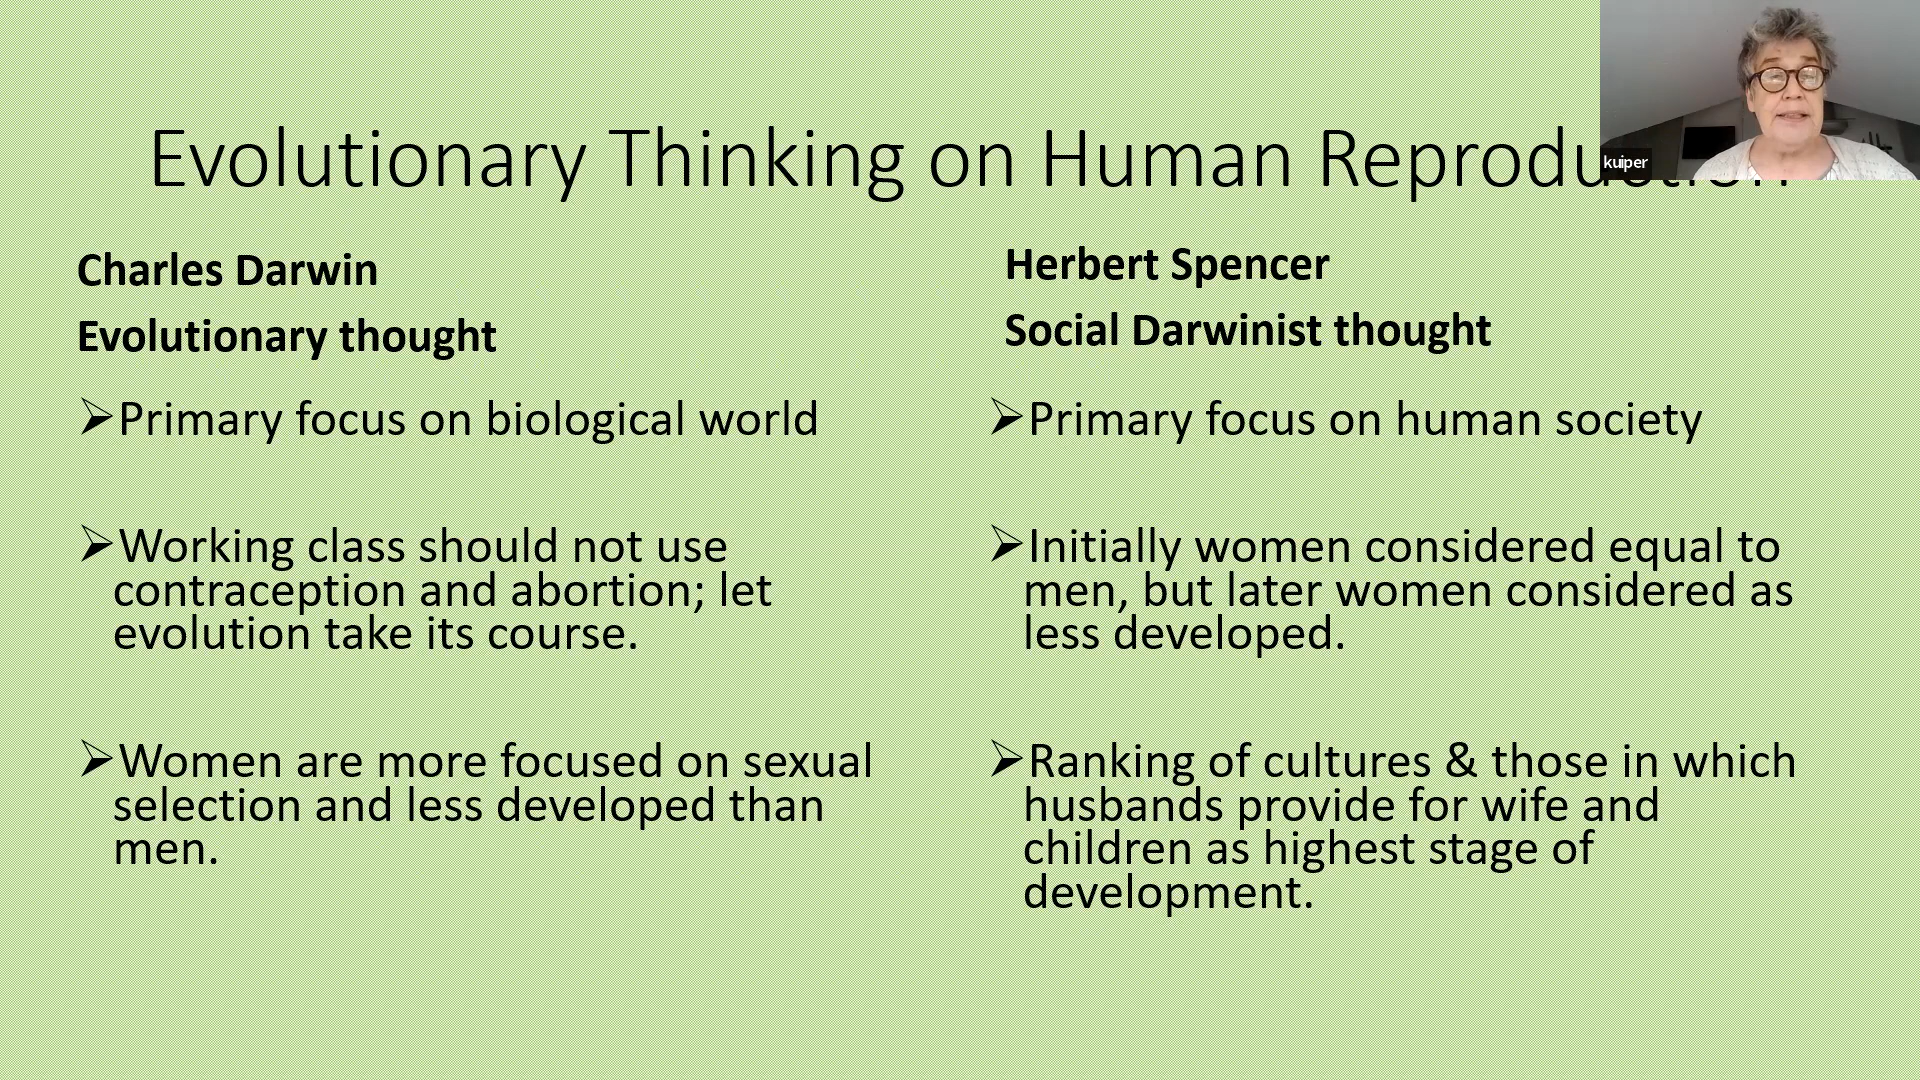 Evolutionary Thinking on Human Reproduction
kuiper
Charles Darwin
Evolutionary thought
➢Primary focus on biological world
➢Working class should not use
contraception and abortion; let
evolution take its course.
➢Women are more focused on sexual
selection and less developed than
men.
Herbert Spencer
Social Darwinist thought
➢Primary focus on human society
➢Initially women considered equal to
men, but later women considered as
less developed.
➢Ranking of cultures & those in which
husbands provide for wife and
children as highest stage of
development.